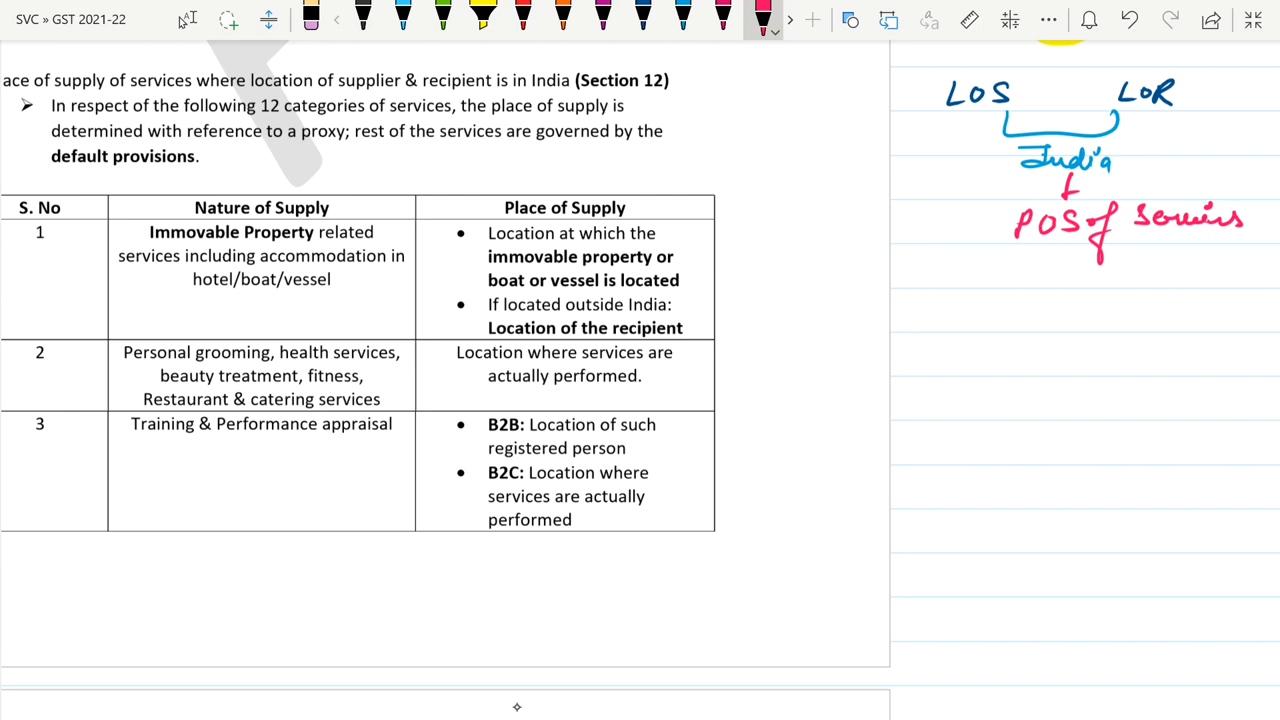 SVC » GST 2021-22
ace of supply of services where location of supplier & recipient is in India (Section 12)
➢ In respect of the following 12 categories of services, the place of supply is
determined with reference to a proxy; rest of the services are governed by the
default provisions.
S. No Nature of Supply Place of Supply
1 Immovable Property related
services including accommodation in
hotel/boat/vessel
• Location at which the
immovable property or
boat or vessel is located
• If located outside India:
Location of the recipient
2 Personal grooming, health services,
beauty treatment, fitness,
Restaurant & catering services
Location where services are
actually performed.
3 Training & Performance appraisal
• B2B: Location of such
registered person
• B2C: Location where
services are actually
performed
LOS LOR
India
POS of Services